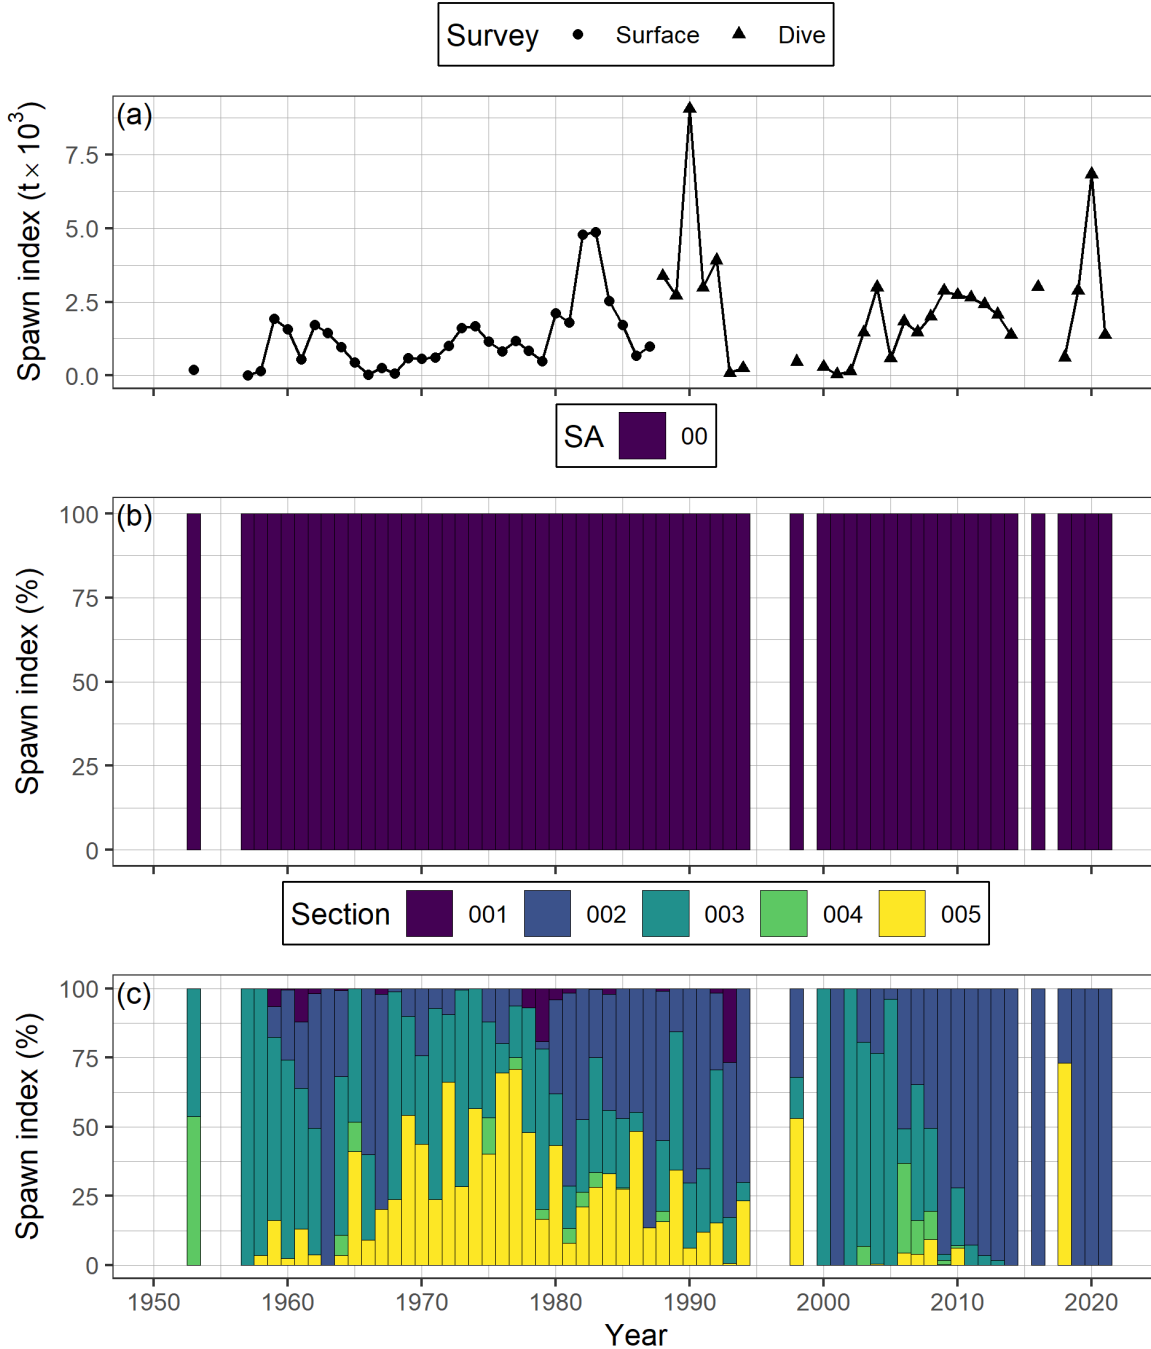 Survey Surface Dive
(a)
Spawn index (t × 10³)
7.5
5.0
2.5
0.0
SA 00
(b)
Spawn index (%)
100
75
50
25
0
Section 001 002 003 004 005
(c)
Spawn index (%)
100
75
50
25
0
1950 1960 1970 1980 1990 2000 2010 2020
Year